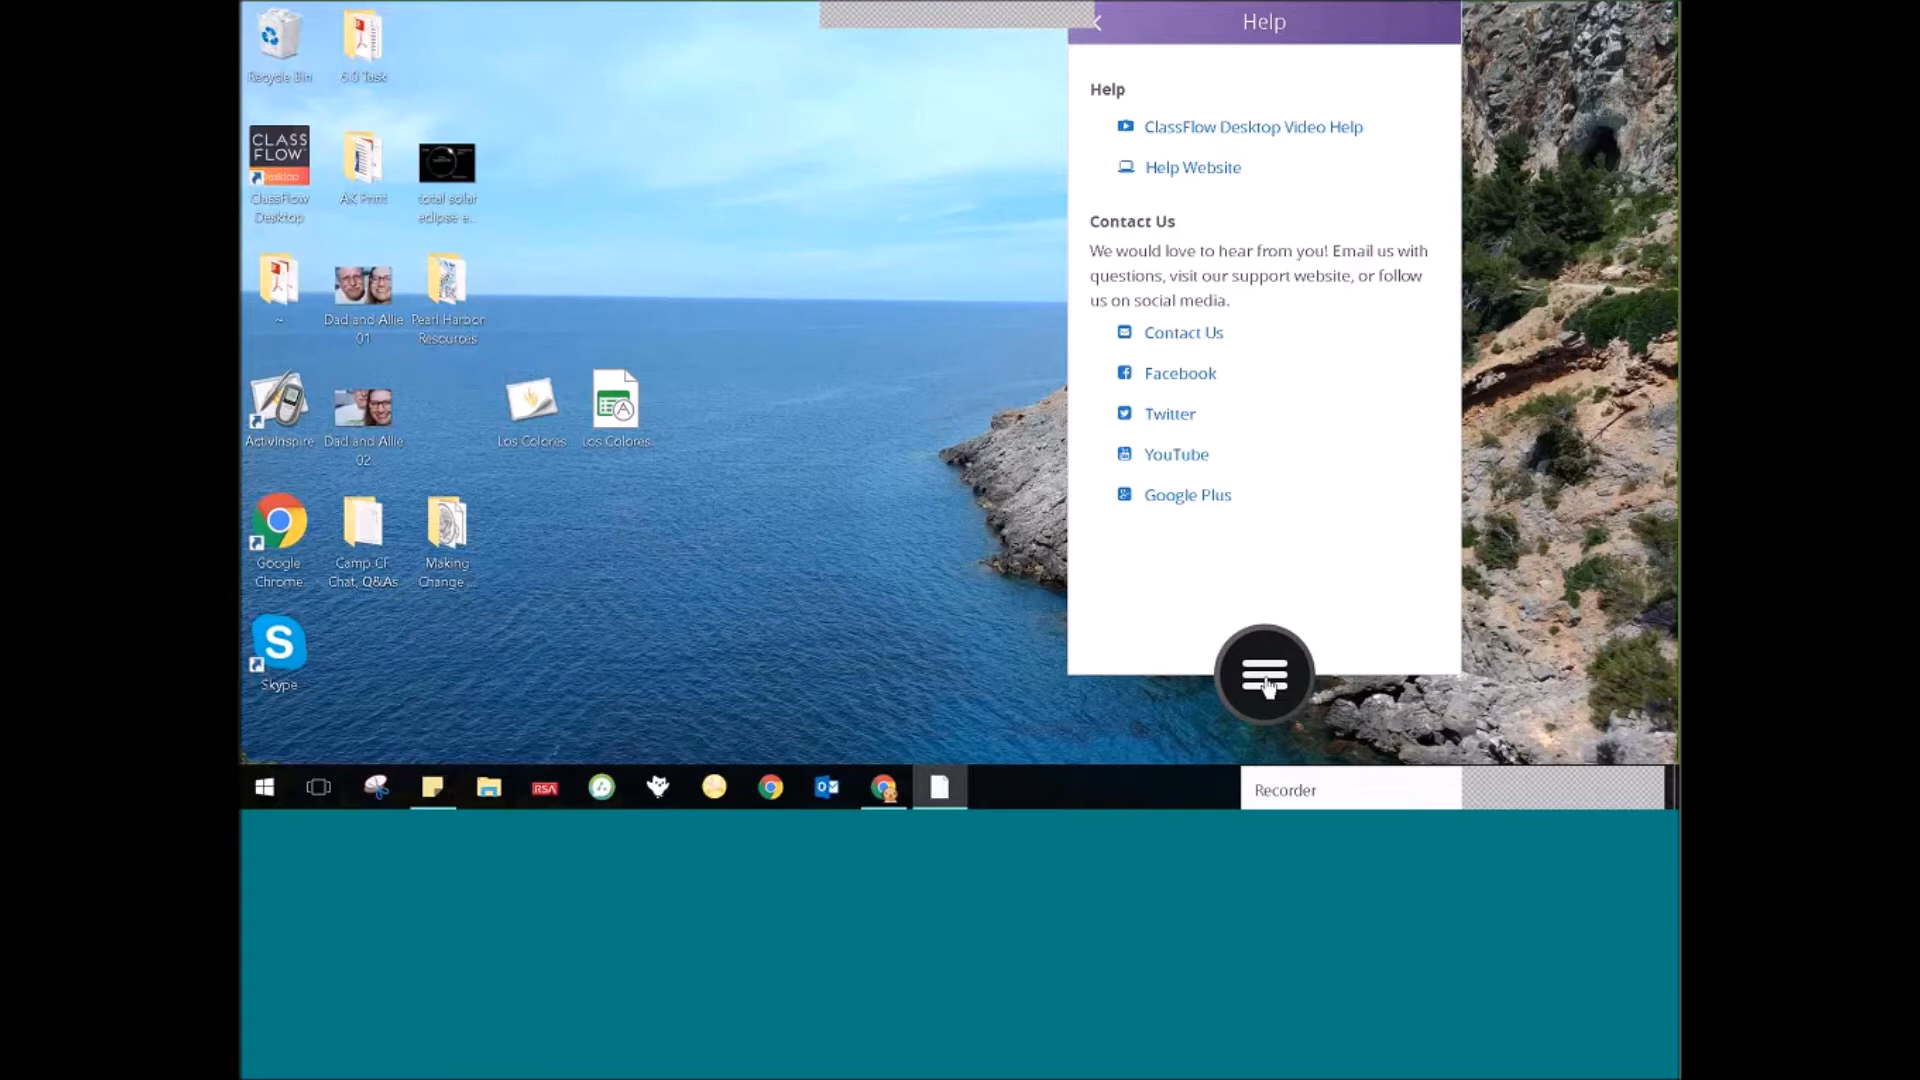 Recycle Bin
6.0 Task
CLASS
FLOW
Desktop
ClassFlow
Desktop
AK Print
total solar
eclipse e...
~
Dad and Allie
01
Pearl Harbor
Resources
ActivInspire
Dad and Allie
02
Los Colores
Los Colores
Google
Chrome
Camp CF
Chat, Q&As
Making
Change ...
S
Skype
Help
Help
ClassFlow Desktop Video Help
Help Website
Contact Us
We would love to hear from you! Email us with
questions, visit our support website, or follow
us on social media.
Contact Us
Facebook
Twitter
YouTube
Google Plus
RSA
Recorder